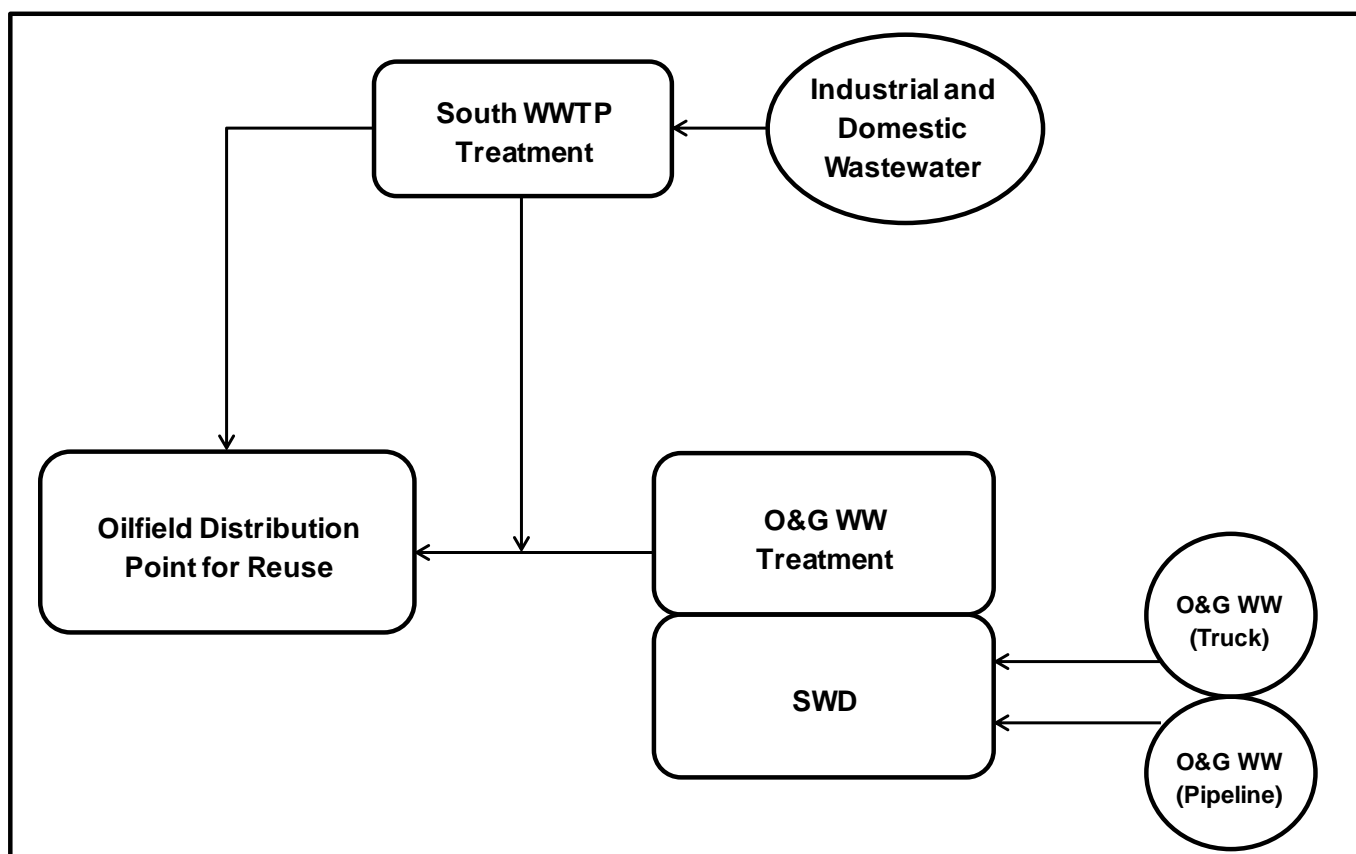 South WWTP
Treatment
Industrial and
Domestic
Wastewater
Oilfield Distribution
Point for Reuse
O&G WW
Treatment
SWD
O&G WW
(Truck)
O&G WW
(Pipeline)